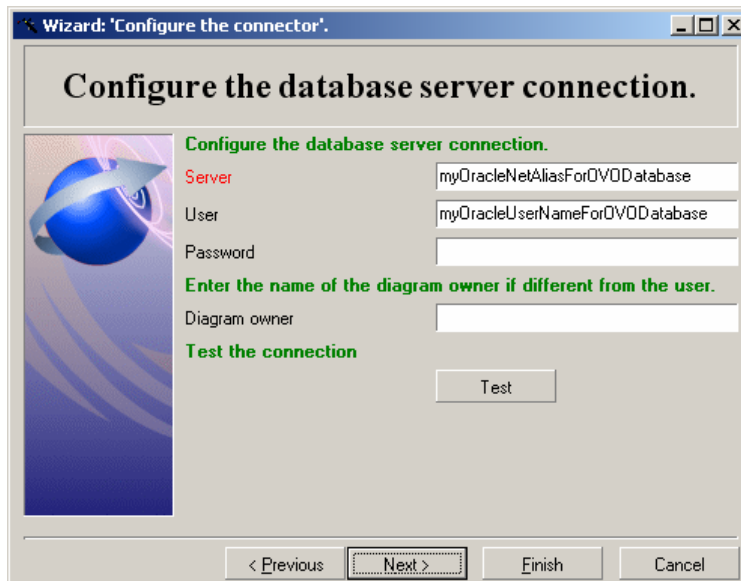 Wizard: 'Configure the connector'.
Configure the database server connection.
Configure the database server connection.
Server myOracleNetAliasForOVODatabase
User myOracleUserNameForOVODatabase
Password
Enter the name of the diagram owner if different from the user.
Diagram owner
Test the connection
Test
< Previous Next > Finish Cancel